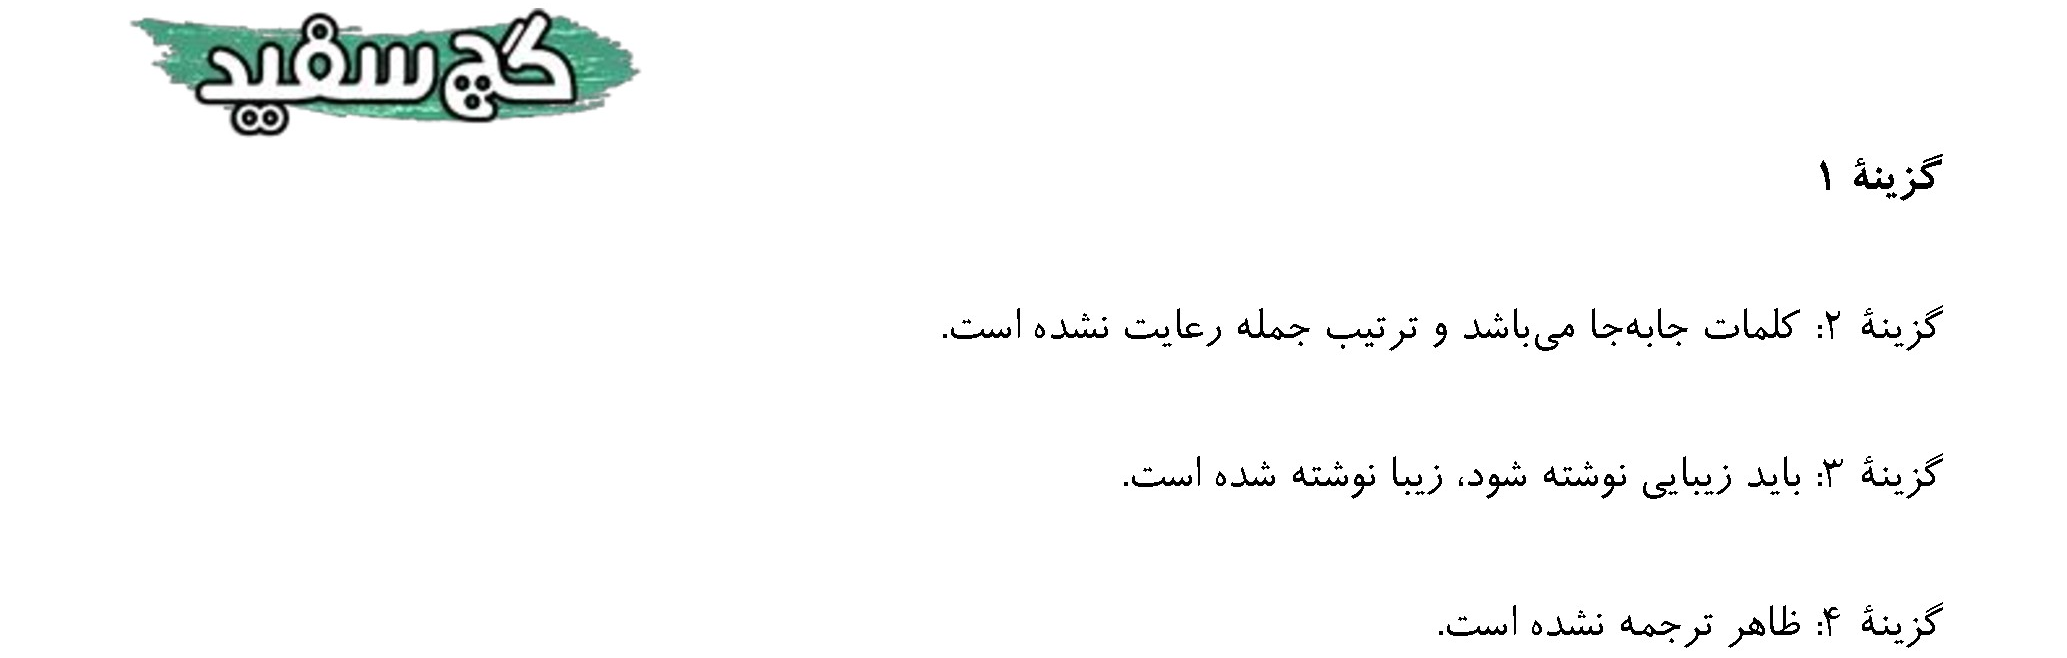 گچ سفید
گزینهٔ ۱
گزینهٔ ۲: کلمات جابه‌جا می‌باشد و ترتیب جمله رعایت نشده است.
گزینهٔ ۳: باید زیبایی نوشته شود، زیبا نوشته شده است.
گزینهٔ ۴: ظاهر ترجمه نشده است.